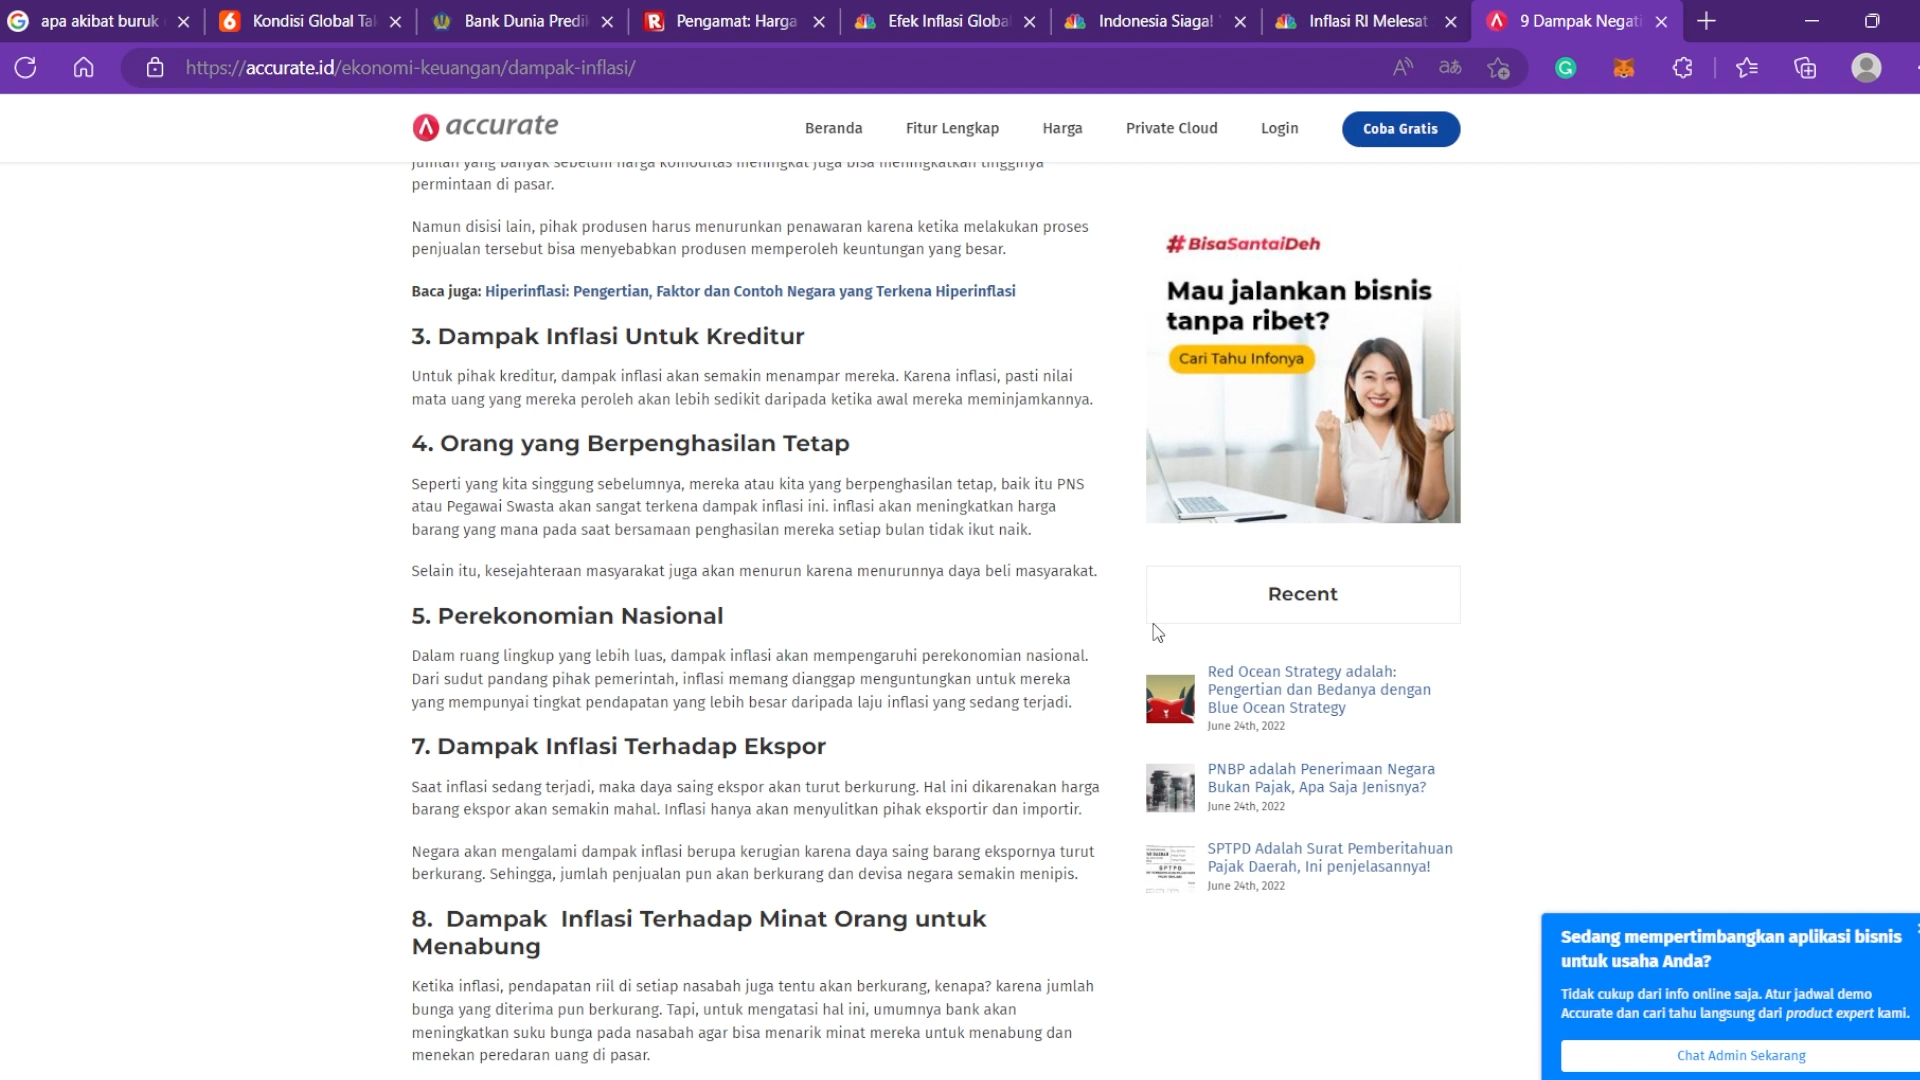 apa akibat buruk
Kondisi Global Tak
Bank Dunia Predik
Pengamat: Harga
Efek Inflasi Globa
Indonesia Siaga!
Inflasi RI Melesat
9 Dampak Negati
https://accurate.id/ekonomi-keuangan/dampak-inflasi/
accurate
Beranda
Fitur Lengkap
Harga
Private Cloud
Login
Coba Gratis
jumlah yang banyak sebelum harga komoditas meningkat juga bisa meningkatkan tingginya
permintaan di pasar.
Namun disisi lain, pihak produsen harus menurunkan penawaran karena ketika melakukan proses
penjualan tersebut bisa menyebabkan produsen memperoleh keuntungan yang besar.
Baca juga: Hiperinflasi: Pengertian, Faktor dan Contoh Negara yang Terkena Hiperinflasi
3. Dampak Inflasi Untuk Kreditur
Untuk pihak kreditur, dampak inflasi akan semakin menampar mereka. Karena inflasi, pasti nilai
mata uang yang mereka peroleh akan lebih sedikit daripada ketika awal mereka meminjamkannya.
4. Orang yang Berpenghasilan Tetap
Seperti yang kita singgung sebelumnya, mereka atau kita yang berpenghasilan tetap, baik itu PNS
atau Pegawai Swasta akan sangat terkena dampak inflasi ini. inflasi akan meningkatkan harga
barang yang mana pada saat bersamaan penghasilan mereka setiap bulan tidak ikut naik.
Selain itu, kesejahteraan masyarakat juga akan menurun karena menurunnya daya beli masyarakat.
5. Perekonomian Nasional
Dalam ruang lingkup yang lebih luas, dampak inflasi akan mempengaruhi perekonomian nasional.
Dari sudut pandang pihak pemerintah, inflasi memang dianggap menguntungkan untuk mereka
yang mempunyai tingkat pendapatan yang lebih besar daripada laju inflasi yang sedang terjadi.
7. Dampak Inflasi Terhadap Ekspor
Saat inflasi sedang terjadi, maka daya saing ekspor akan turut berkurung. Hal ini dikarenakan harga
barang ekspor akan semakin mahal. Inflasi hanya akan menyulitkan pihak eksportir dan importir.
Negara akan mengalami dampak inflasi berupa kerugian karena daya saing barang ekspornya turut
berkurang. Sehingga, jumlah penjualan pun akan berkurang dan devisa negara semakin menipis.
8. Dampak Inflasi Terhadap Minat Orang untuk
Menabung
Ketika inflasi, pendapatan riil di setiap nasabah juga tentu akan berkurang, kenapa? karena jumlah
bunga yang diterima pun berkurang. Tapi, untuk mengatasi hal ini, umumnya bank akan
meningkatkan suku bunga pada nasabah agar bisa menarik minat mereka untuk menabung dan
menekan peredaran uang di pasar.
#BisaSantaiDeh
Mau jalankan bisnis
tanpa ribet?
Cari Tahu Infonya
Recent
Red Ocean Strategy adalah:
Pengertian dan Bedanya dengan
Blue Ocean Strategy
June 24th, 2022
PNBP adalah Penerimaan Negara
Bukan Pajak, Apa Saja Jenisnya?
June 24th, 2022
SPTPD Adalah Surat Pemberitahuan
Pajak Daerah, Ini penjelasannya!
June 24th, 2022
Sedang mempertimbangkan aplikasi bisnis
untuk usaha Anda?
Tidak cukup dari info online saja. Atur jadwal demo
Accurate dan cari tahu langsung dari product expert kami.
Chat Admin Sekarang